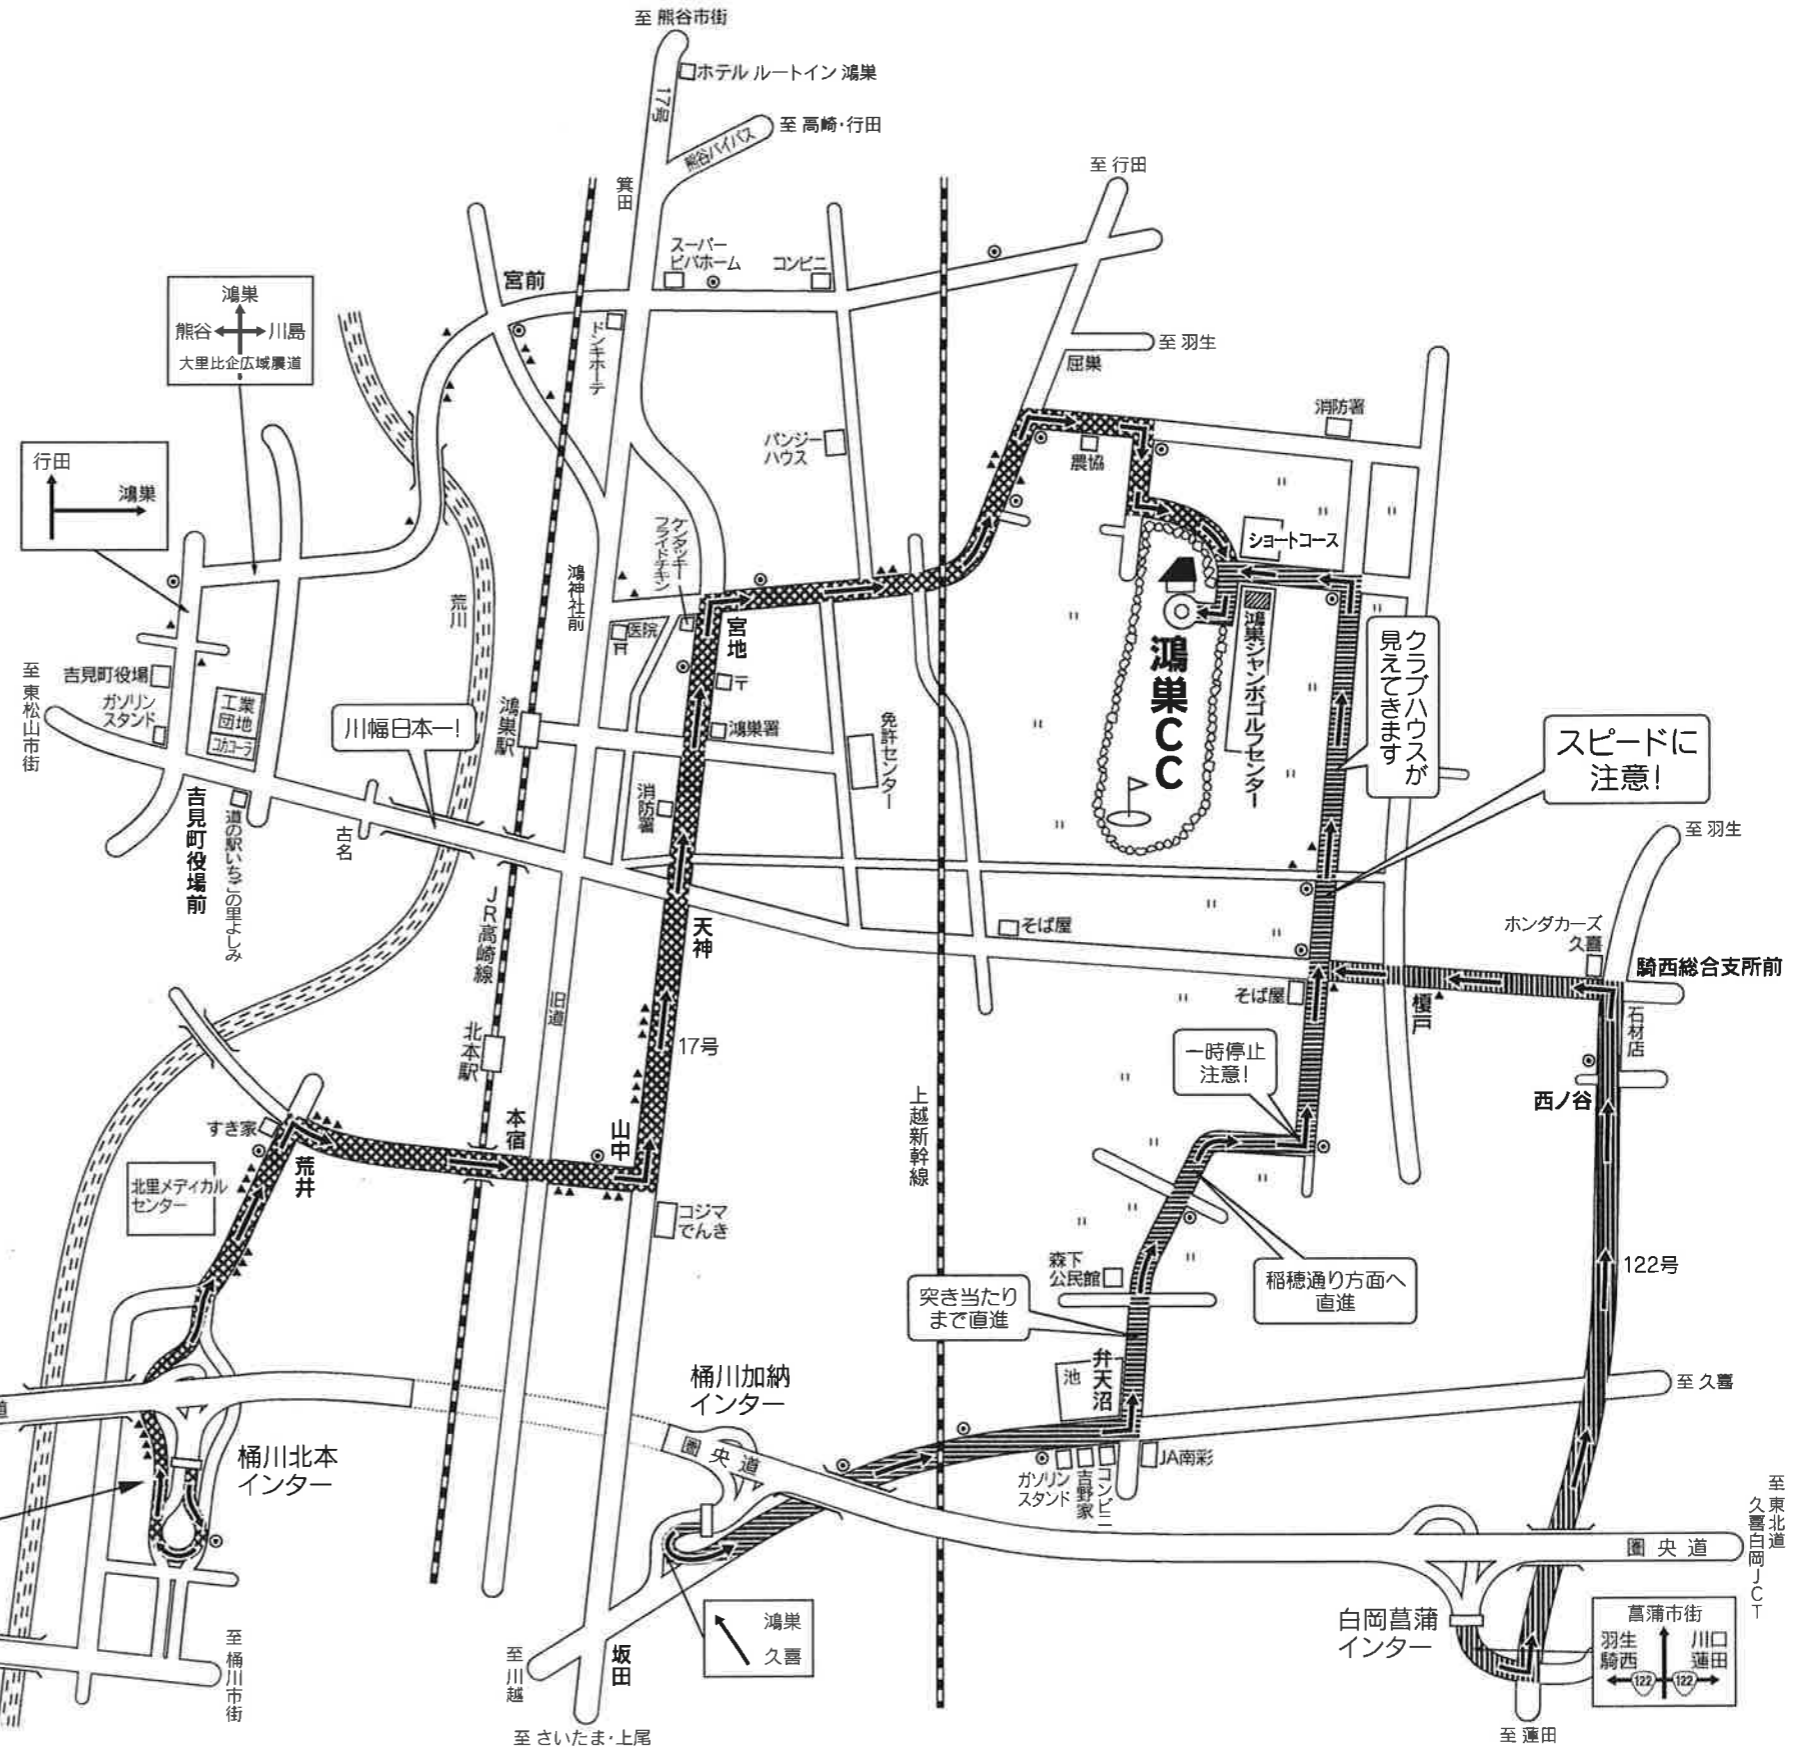 至 熊谷市街
ホテル ルートイン 鴻巣
17号
熊谷バイパス
至 高崎・行田
箕田
至 行田
スーパー
ビバホーム
コンビニ
宮前
鴻巣
熊谷
川島
大里比企広域農道
ドンキホーテ
至 羽生
屈巣
消防署
パンジー
ハウス
農協
行田
鴻巣
ケンタッキー
フライドチキン
ショートコース
鴻神社前
荒川
医院
宮地
〒
鴻巣CC
鴻巣ジャンボゴルフセンター
クラブハウスが
見えてきます
至 東松山市街
吉見町役場
ガソリン
スタンド
工業
団地
コカコーラ
川幅日本一!
鴻巣駅
鴻巣署
免許センター
スピードに
注意!
消防署
吉見町役場前
道の駅いちごの里よしみ
古名
至 羽生
JR高崎線
天神
そば屋
ホンダカーズ
久喜
騎西総合支所前
旧道
そば屋
榎戸
石材店
北本駅
17号
一時停止
注意!
上越新幹線
西ノ谷
すき家
本宿
山中
荒井
北里メディカル
センター
コジマ
でんき
森下
公民館
稲穂通り方面へ
直進
122号
突き当たり
まで直進
池
弁天沼
至 久喜
桶川加納
インター
圏央道
道
桶川北本
インター
ガソリン
スタンド
吉野家
コンビニ
JA南彩
至 東北道
久喜白岡JCT
圏央道
鴻巣
久喜
白岡菖蒲
インター
菖蒲市街
羽生
騎西
川口
蓮田
122
122
至 桶川市街
至 川越
坂田
至 さいたま・上尾
至 蓮田